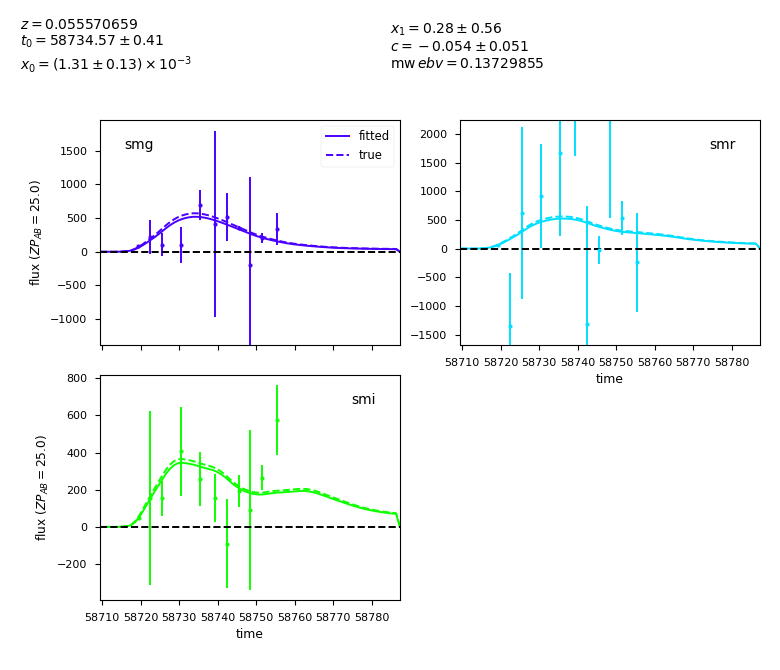 z = 0.055570659
t₀ = 58734.57 ± 0.41
x₀ = (1.31 ± 0.13) × 10⁻³
x₁ = 0.28 ± 0.56
c = −0.054 ± 0.051
mw ebv = 0.13729855
smg
fitted
true
1500
1000
500
0
−500
−1000
flux (ZP_AB = 25.0)
smr
2000
1500
1000
500
0
−500
−1000
−1500
58710 58720 58730 58740 58750 58760 58770 58780
time
smi
800
600
400
200
0
−200
flux (ZP_AB = 25.0)
58710 58720 58730 58740 58750 58760 58770 58780
time